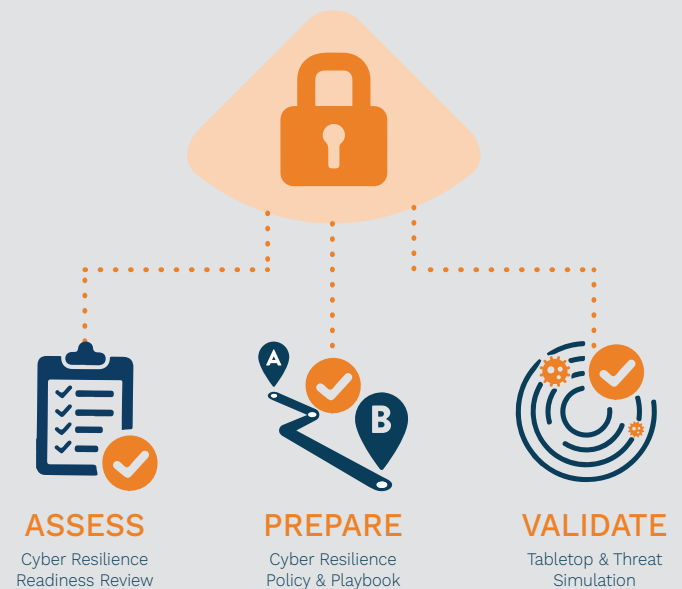 A
B
ASSESS
Cyber Resilience
Readiness Review
PREPARE
Cyber Resilience
Policy & Playbook
VALIDATE
Tabletop & Threat
Simulation